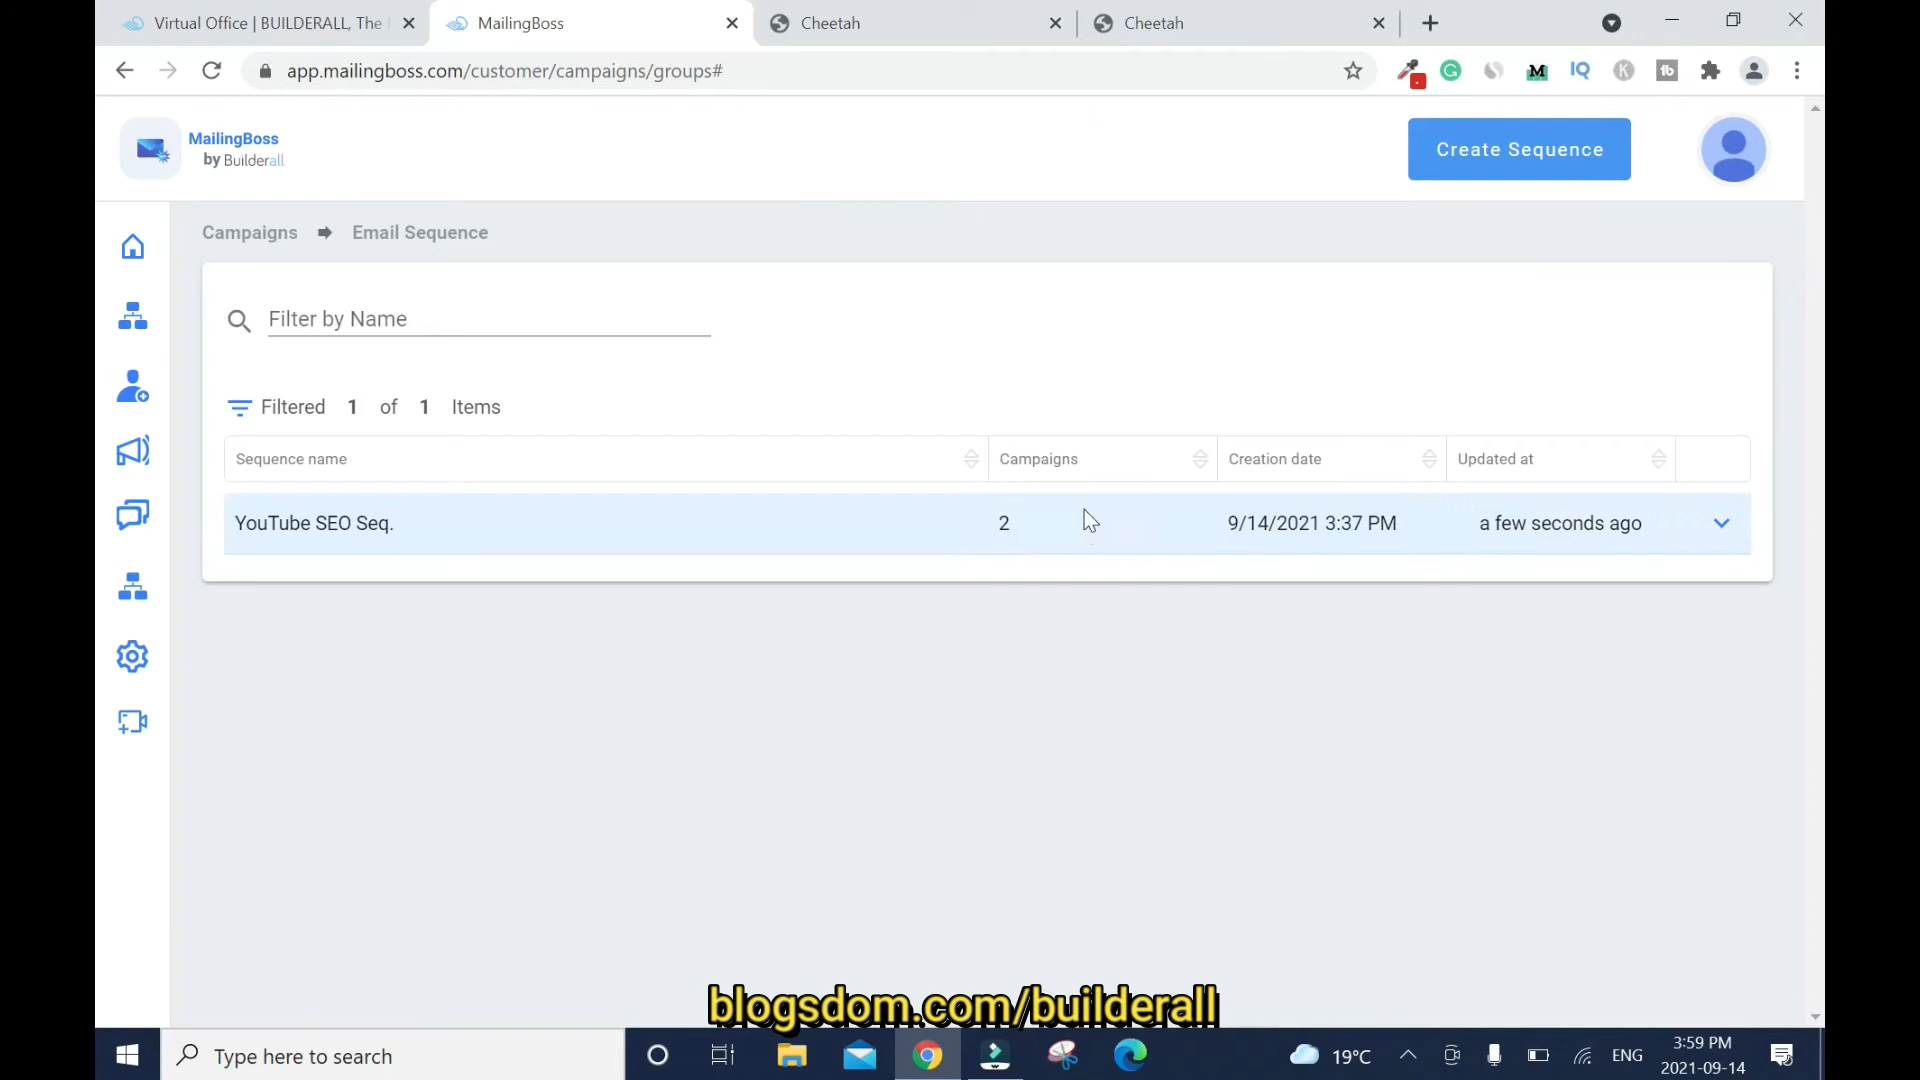 Virtual Office | BUILDERALL, The
MailingBoss
Cheetah
Cheetah
app.mailingboss.com/customer/campaigns/groups#
MailingBoss
by Builderall
Create Sequence
Campaigns
Email Sequence
Filter by Name
Filtered 1 of 1 Items
Sequence name
Campaigns
Creation date
Updated at
YouTube SEO Seq.
2
9/14/2021 3:37 PM
a few seconds ago
blogsdom.com/builderall
Type here to search
19°C
ENG
3:59 PM
2021-09-14